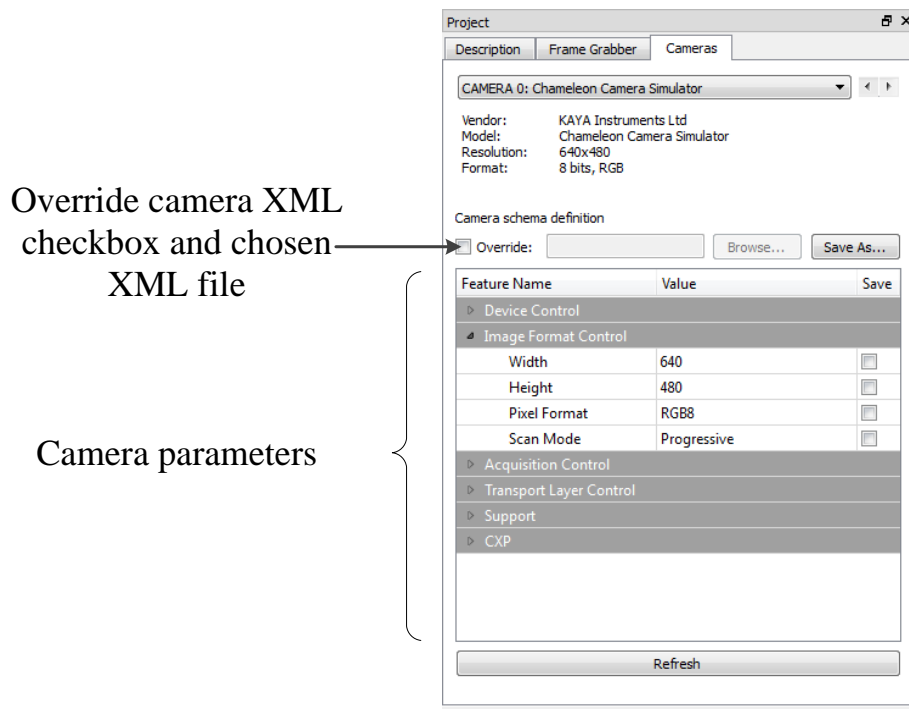 Project
Description Frame Grabber Cameras
CAMERA 0: Chameleon Camera Simulator
Vendor: KAYA Instruments Ltd
Model: Chameleon Camera Simulator
Resolution: 640x480
Format: 8 bits, RGB
Override camera XML
checkbox and chosen
XML file
Camera schema definition
Override: Browse... Save As...
Feature Name Value Save
Device Control
Image Format Control
Width 640
Height 480
Pixel Format RGB8
Scan Mode Progressive
Camera parameters
Acquisition Control
Transport Layer Control
Support
CXP
Refresh